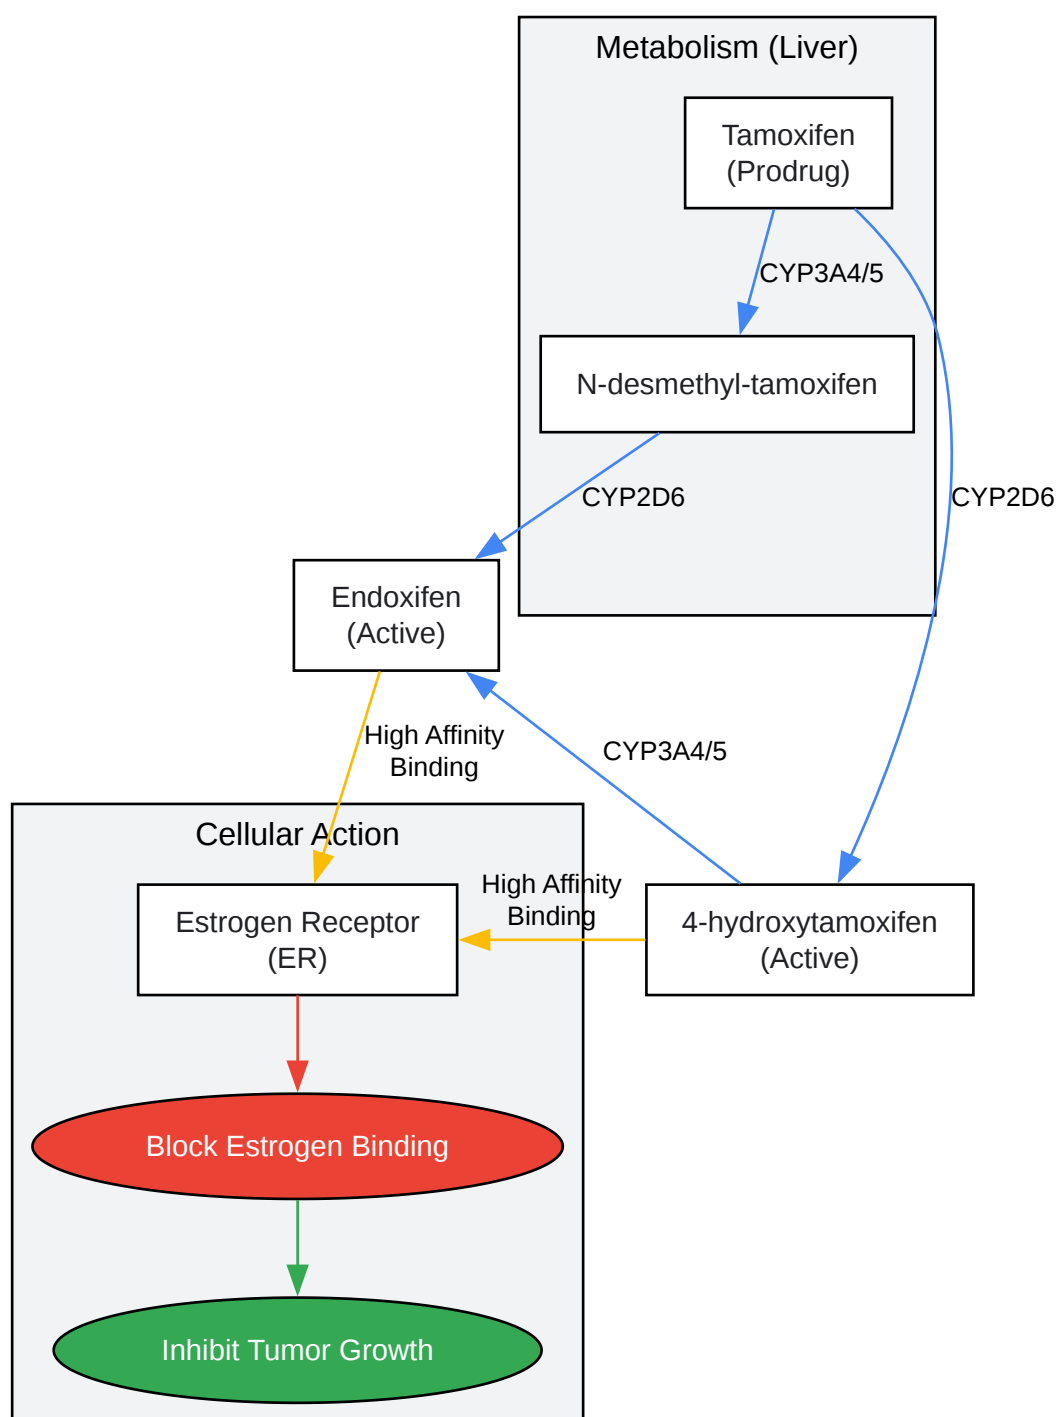 Metabolism (Liver)
Tamoxifen
(Prodrug)
CYP3A4/5
N-desmethyl-tamoxifen
CYP2D6
CYP2D6
Endoxifen
(Active)
High Affinity
Binding
CYP3A4/5
Cellular Action
High Affinity
Binding
Estrogen Receptor
(ER)
4-hydroxytamoxifen
(Active)
Block Estrogen Binding
Inhibit Tumor Growth